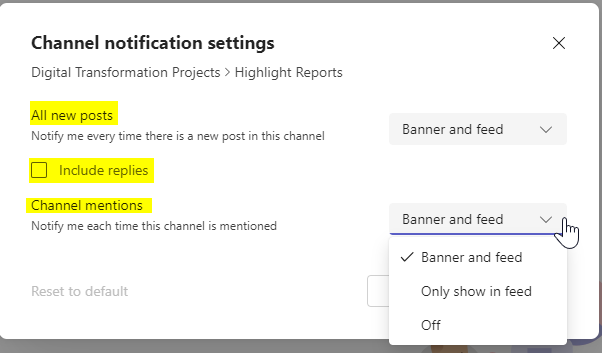 Channel notification settings
Digital Transformation Projects > Highlight Reports
All new posts
Banner and feed
Notify me every time there is a new post in this channel
Include replies
Channel mentions
Banner and feed
Notify me each time this channel is mentioned
Banner and feed
Only show in feed
Off
Reset to default